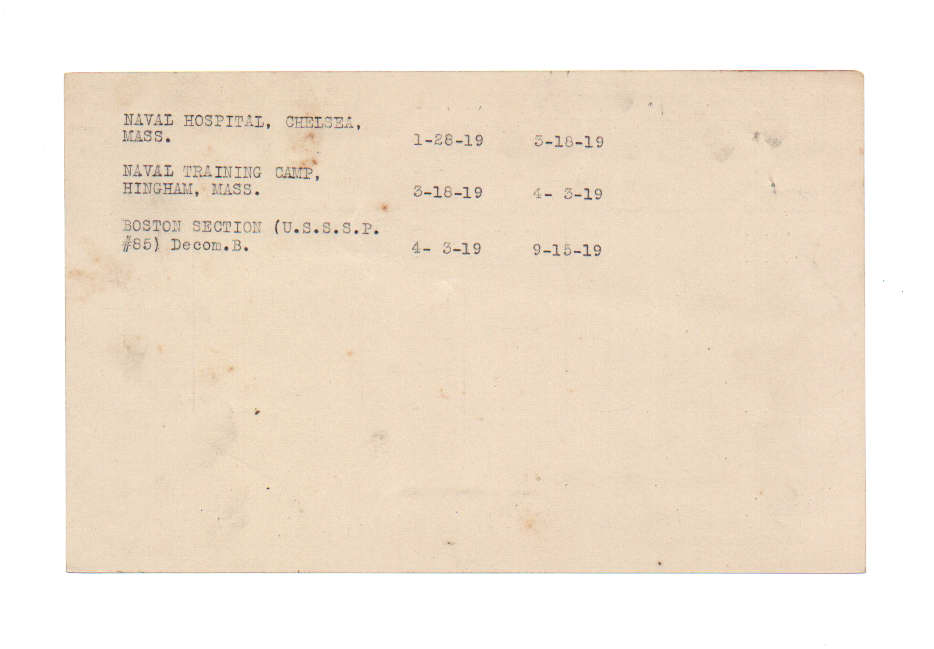 NAVAL HOSPITAL, CHELSEA,
MASS. 1-28-19 3-18-19
NAVAL TRAINING CAMP,
HINGHAM, MASS. 3-18-19 4- 3-19
BOSTON SECTION (U.S.S.S.P.
#85) Decom.B. 4- 3-19 9-15-19